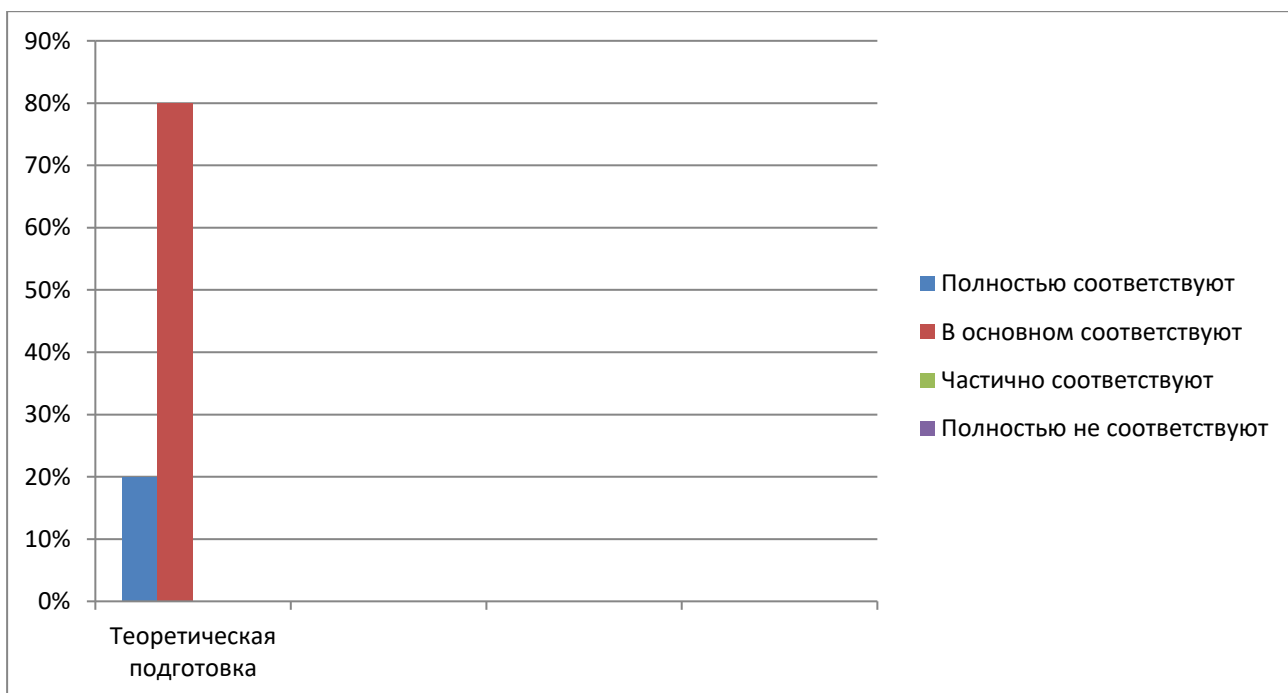 90%
80%
70%
60%
50%
40%
30%
20%
10%
0%
Теоретическая
подготовка
Полностью соответствуют
В основном соответствуют
Частично соответствуют
Полностью не соответствуют